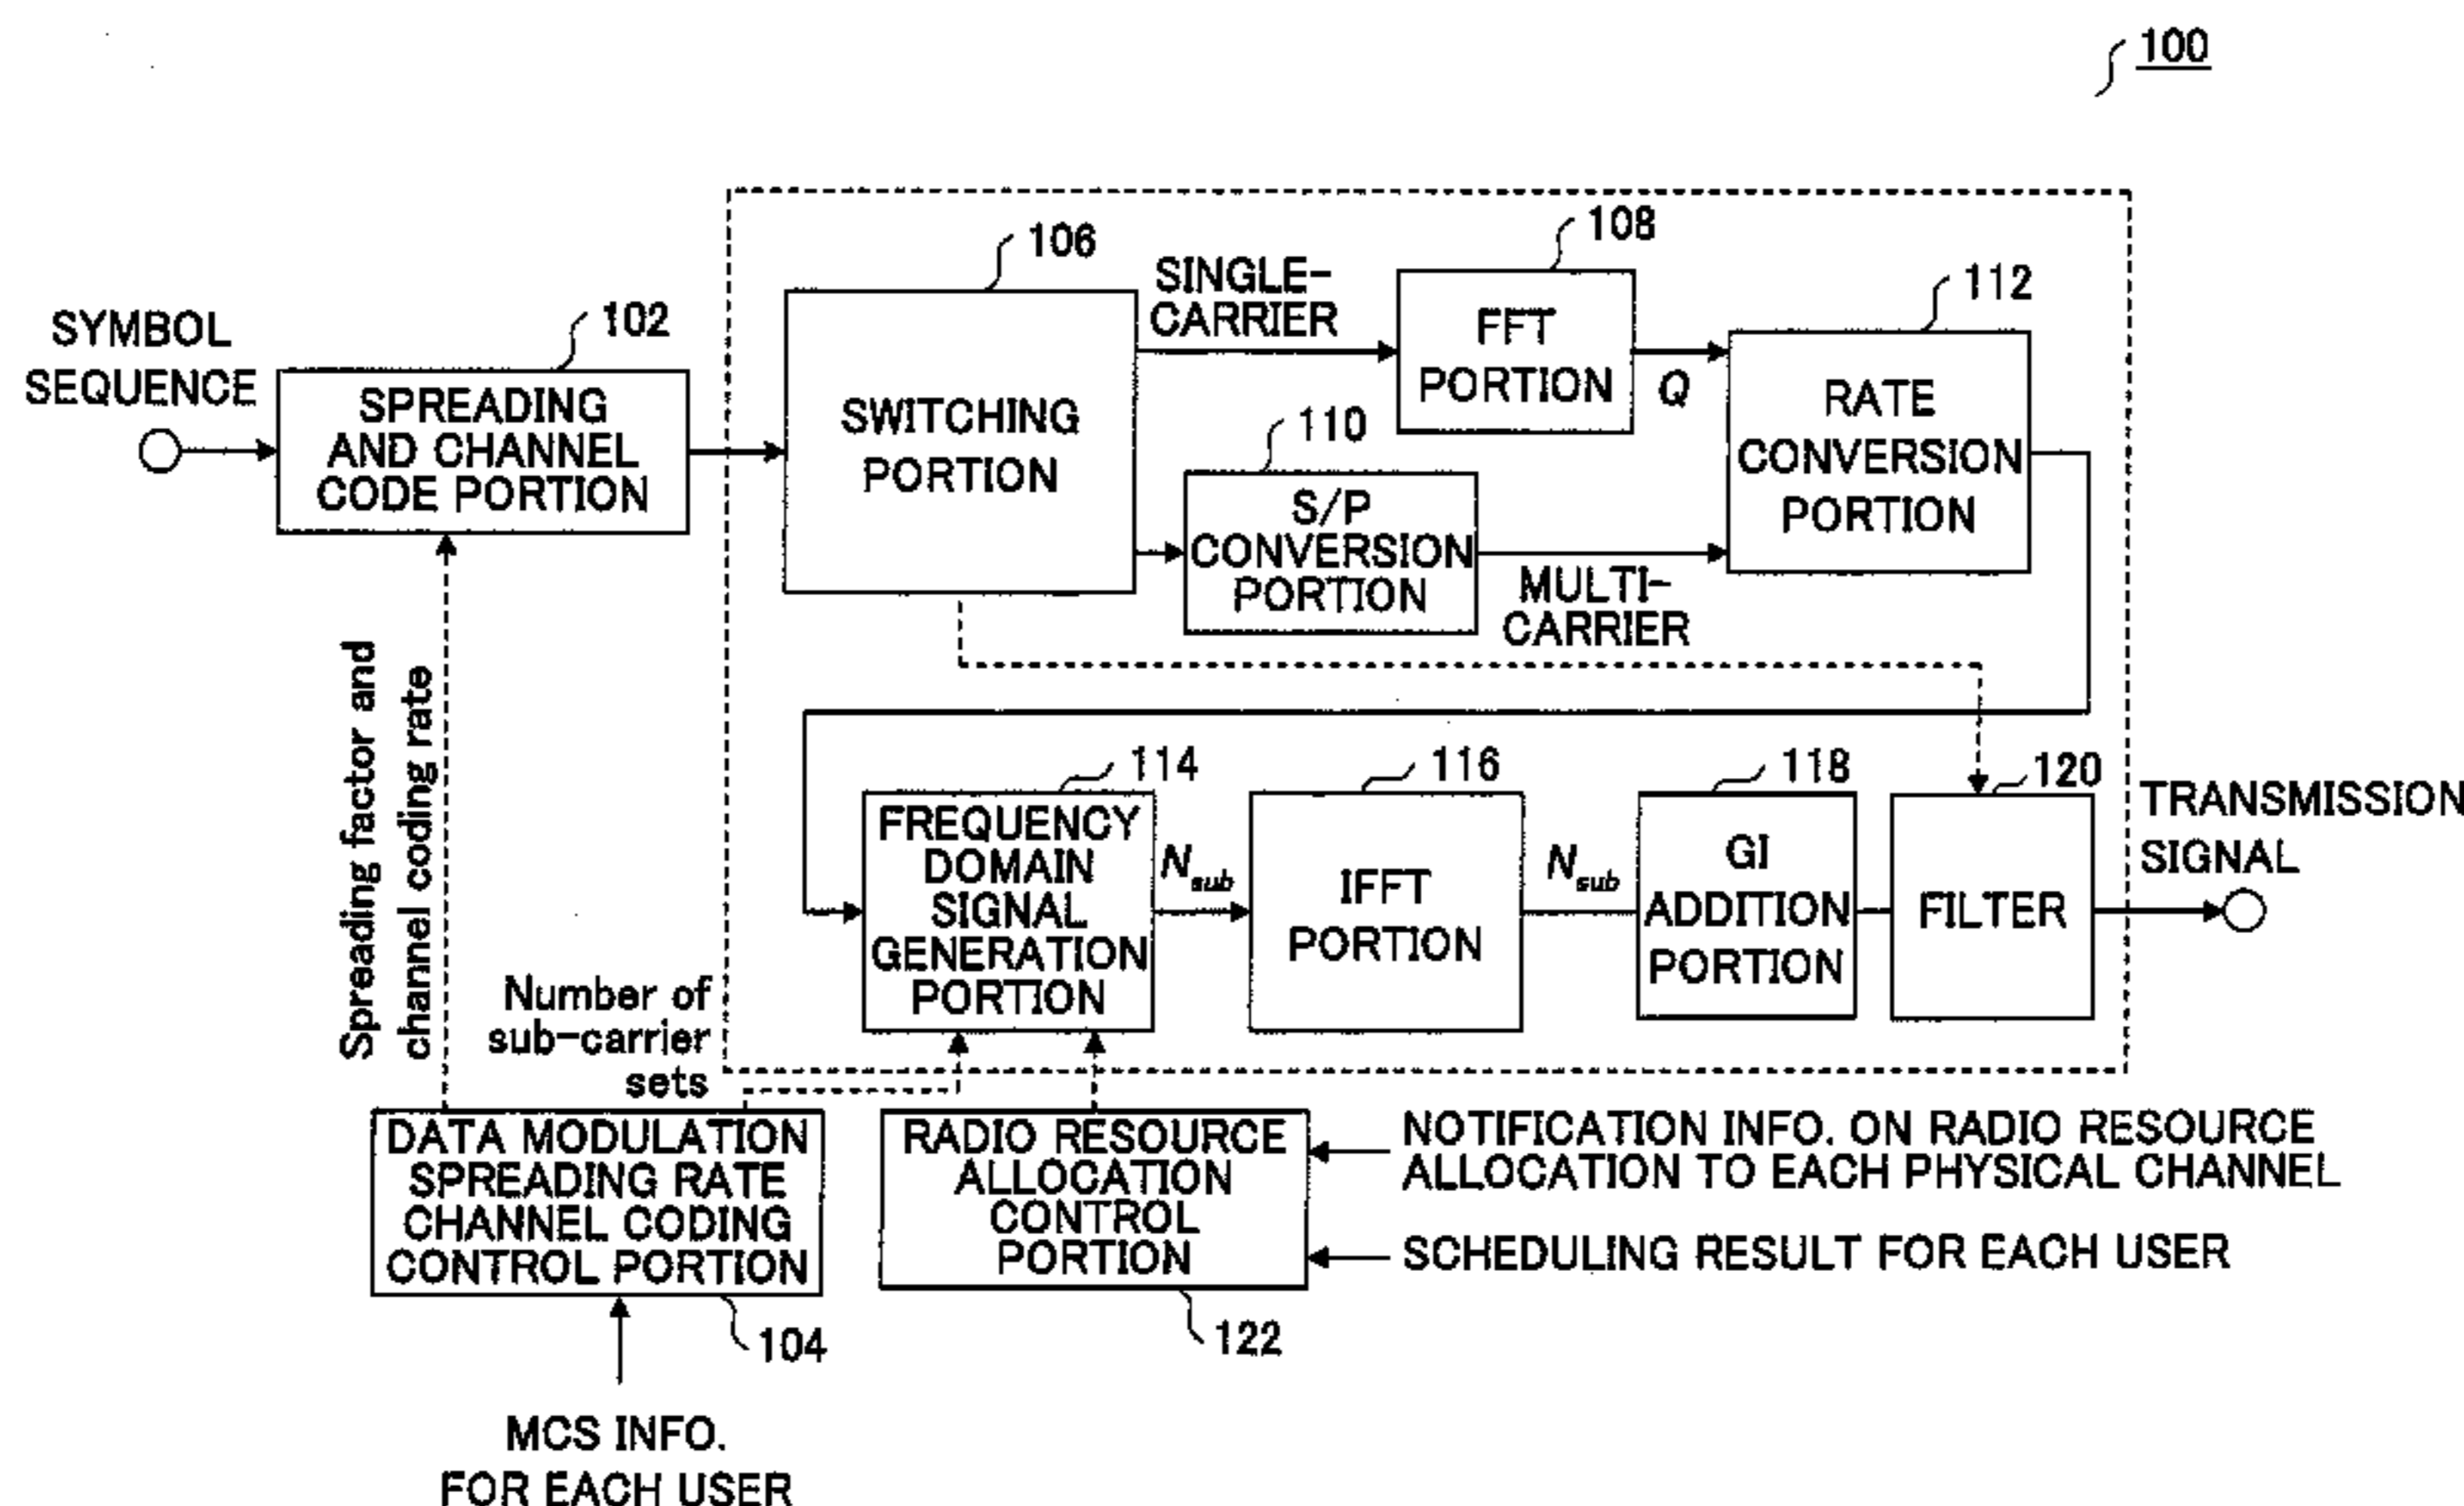 100
SYMBOL
SEQUENCE
102
SPREADING
AND CHANNEL
CODE PORTION
106
SWITCHING
PORTION
SINGLE-
CARRIER
108
FFT
PORTION
Q
110
S/P
CONVERSION
PORTION
MULTI-
CARRIER
112
RATE
CONVERSION
PORTION
Spreading factor and
channel coding rate
114
FREQUENCY
DOMAIN
SIGNAL
GENERATION
PORTION
Nsub
116
IFFT
PORTION
Nsub
118
GI
ADDITION
PORTION
120
FILTER
TRANSMISSION
SIGNAL
Number of
sub-carrier
sets
DATA MODULATION
SPREADING RATE
CHANNEL CODING
CONTROL PORTION
104
MCS INFO.
FOR EACH USER
RADIO RESOURCE
ALLOCATION
CONTROL
PORTION
122
NOTIFICATION INFO. ON RADIO RESOURCE
ALLOCATION TO EACH PHYSICAL CHANNEL
SCHEDULING RESULT FOR EACH USER